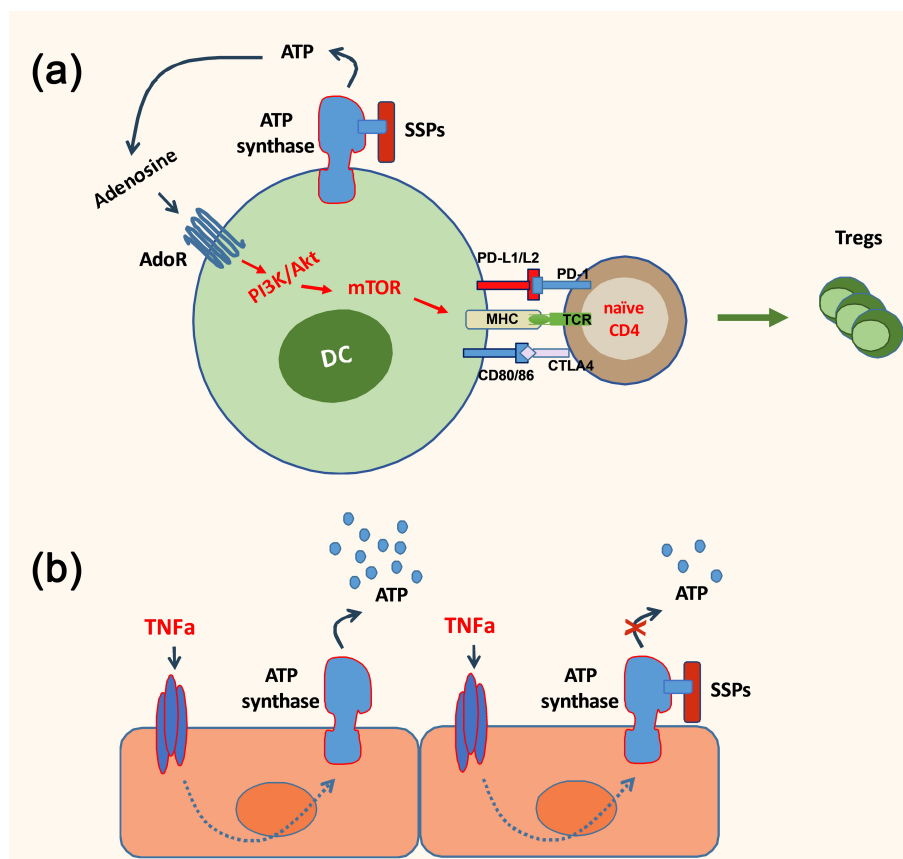 (a)
ATP
ATP
synthase
SSPs
Adenosine
AdoR
PI3K/Akt
mTOR
DC
PD-L1/L2
PD-1
MHC
TCR
CD80/86
CTLA4
naïve
CD4
Tregs
(b)
ATP
TNFa
ATP
synthase
ATP
TNFa
ATP
synthase
SSPs